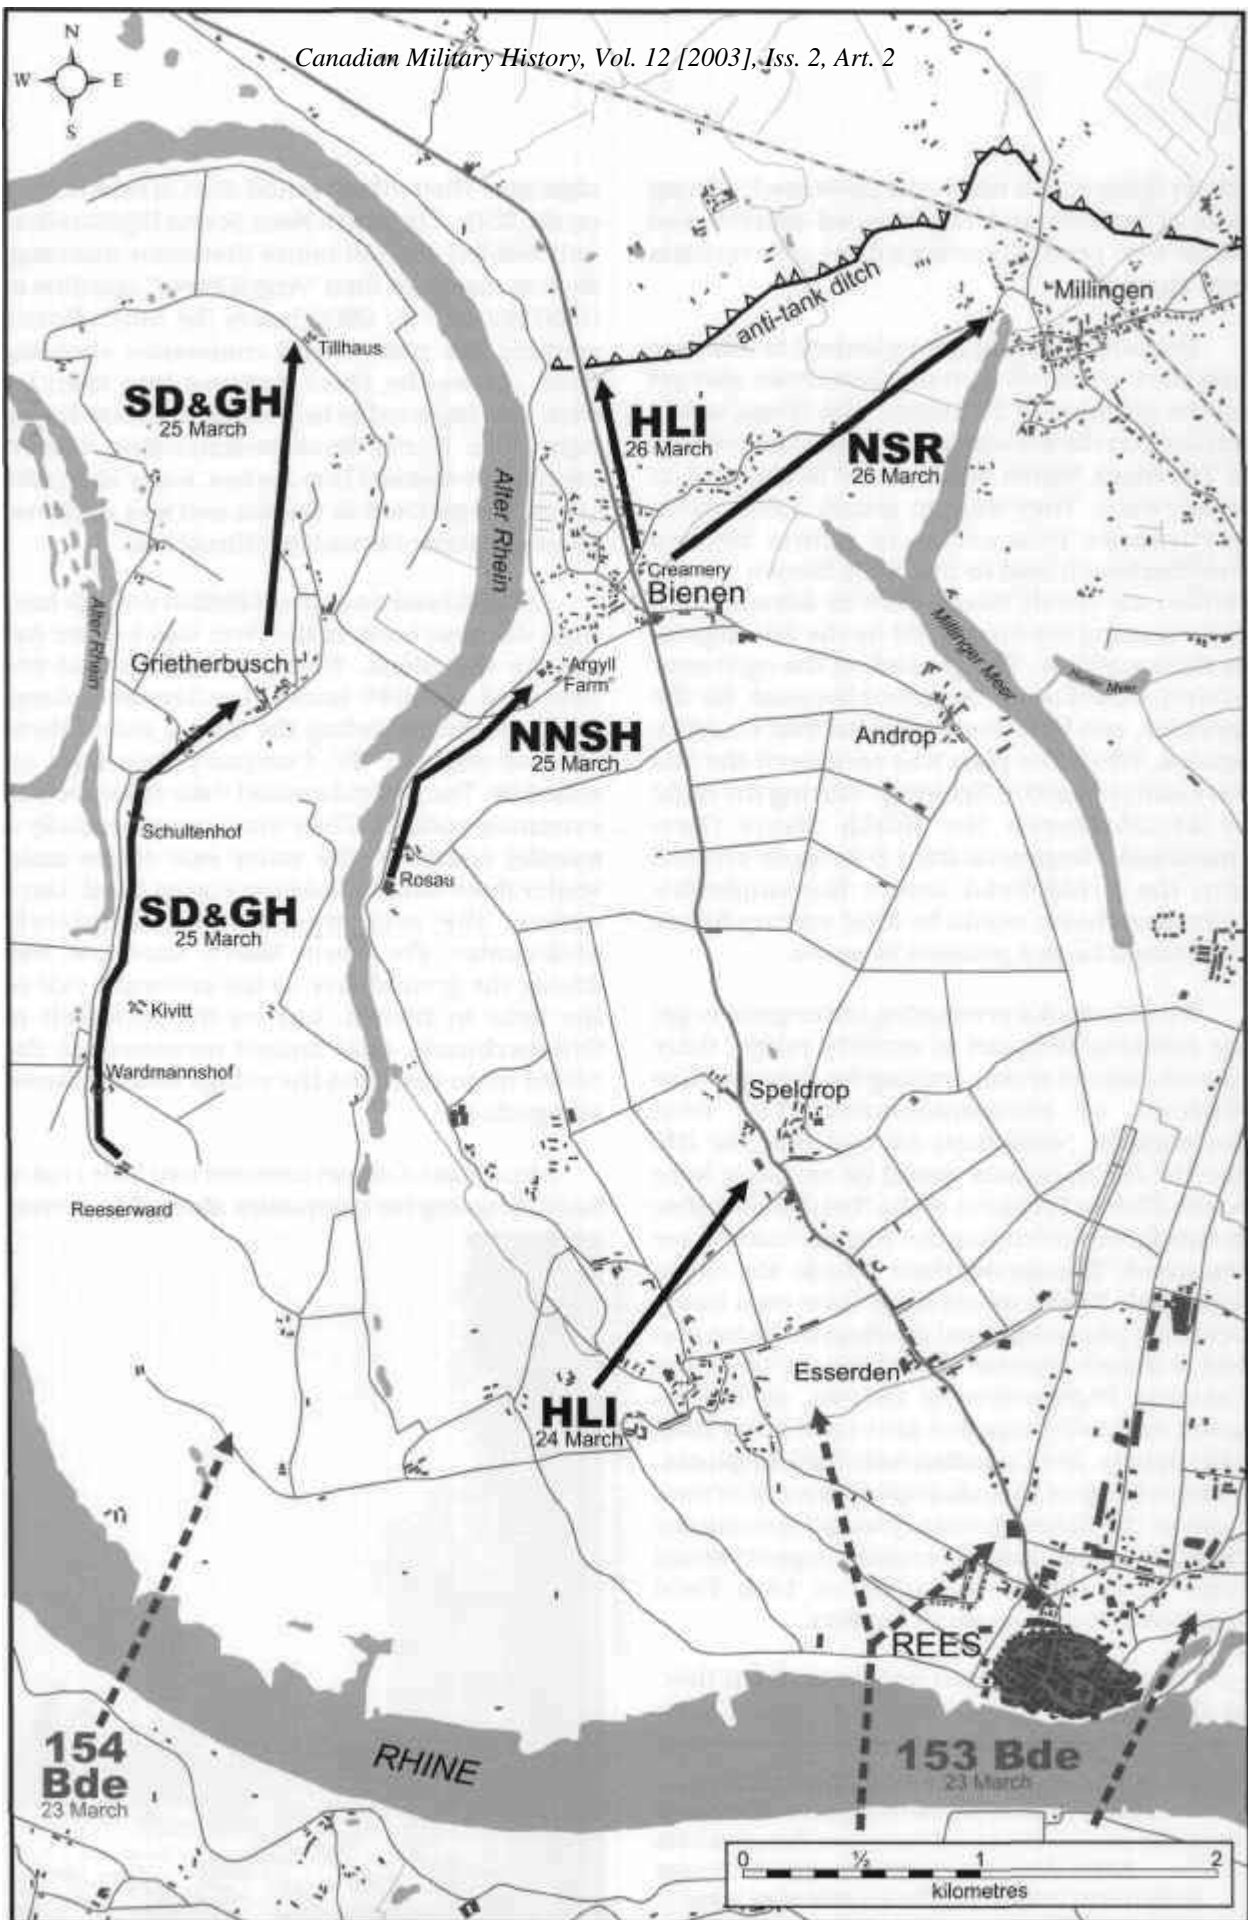 Canadian Military History, Vol. 12 [2003], Iss. 2, Art. 2
N
W E
S
Millingen
anti-tank ditch
Tillhaus
SD&GH
25 March
HLI
26 March
NSR
26 March
Alter Rhein
Creamery
Bienen
Alter Rhein
Millinger Meer
Hurler Meer
Grietherbusch
"Argyll
Farm"
NNSH
25 March
Androp
Schultenhof
Rosau
SD&GH
25 March
Kivitt
Wardmannshof
Speldrop
Reeserward
Esserden
HLI
24 March
REES
154
Bde
23 March
RHINE
153 Bde
23 March
0 ½ 1 2
kilometres